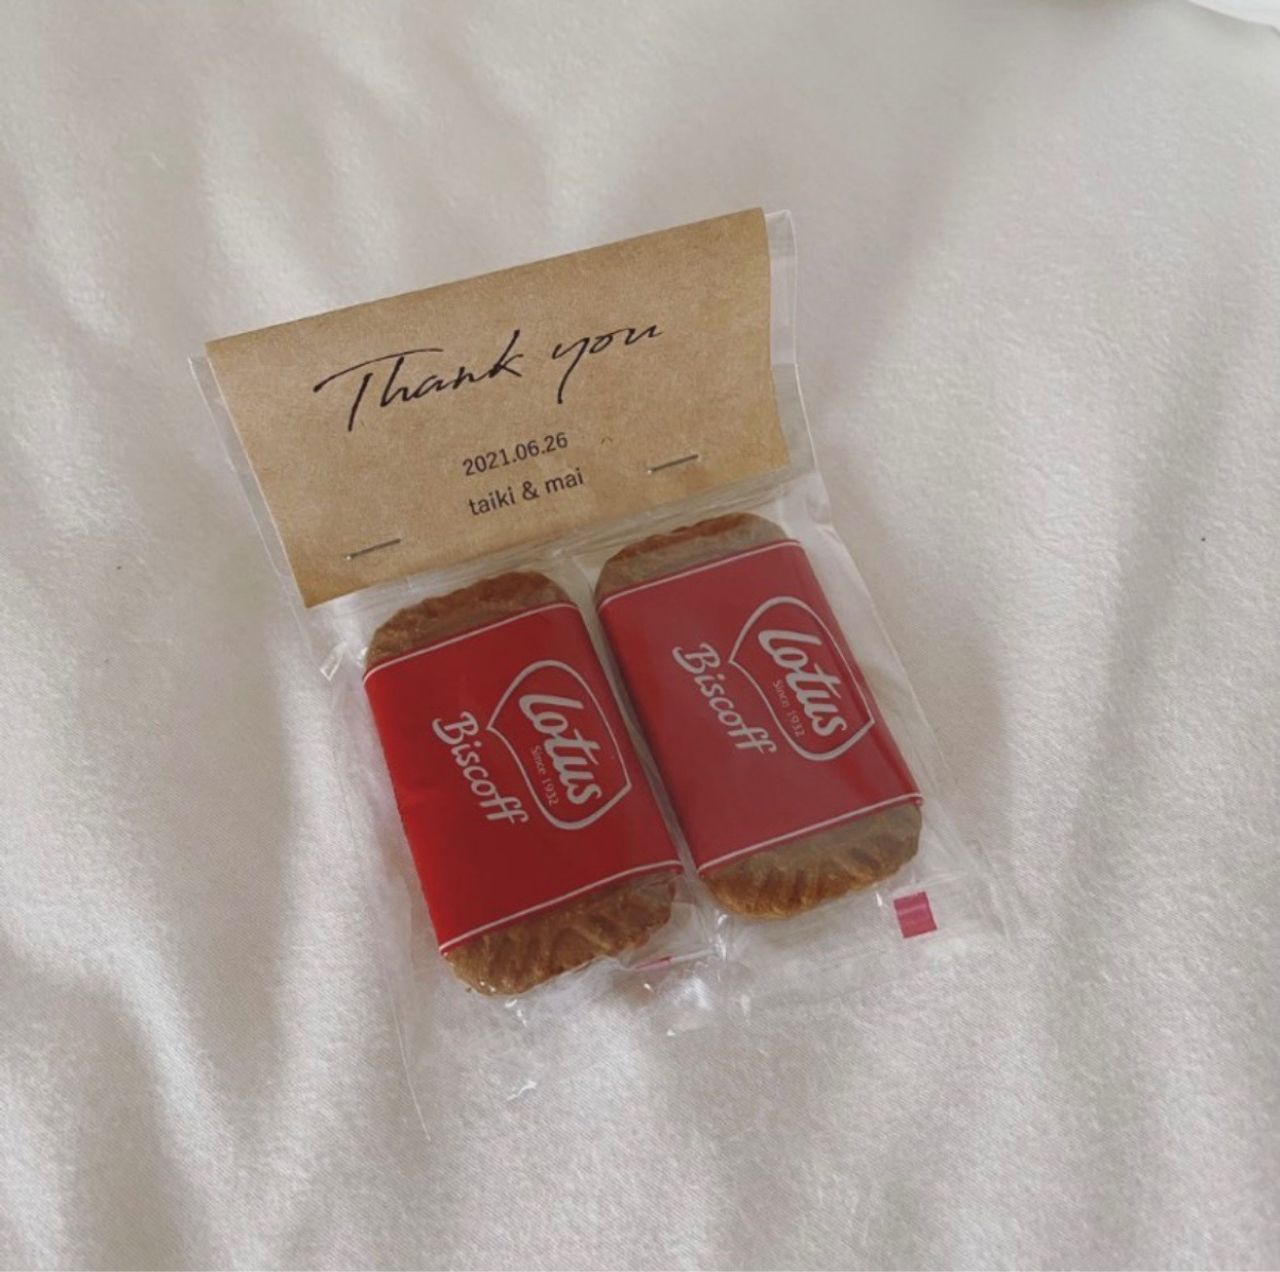 Thank you
2021.06.26
taiki & mai
Lotus
Since 1932
Biscoff
Lotus
Since 1932
Biscoff